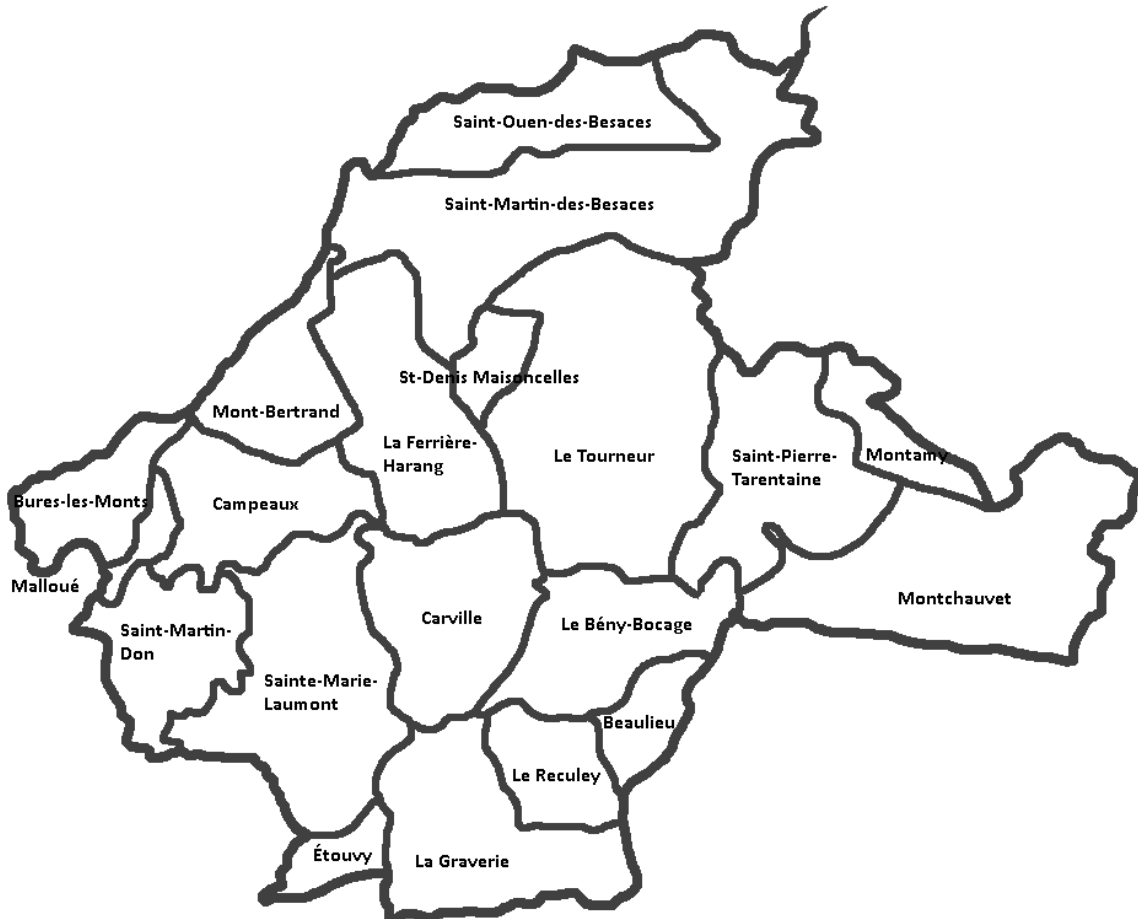 Saint-Ouen-des-Besaces
Saint-Martin-des-Besaces
St-Denis Maisoncelles
Mont-Bertrand
La Ferrière-
Harang
Le Tourneur
Saint-Pierre-
Tarentaine
Montamy
Bures-les-Monts
Campeaux
Malloué
Montchauvet
Saint-Martin-
Don
Carville
Le Bény-Bocage
Sainte-Marie-
Laumont
Beaulieu
Le Reculey
Étouvy
La Graverie